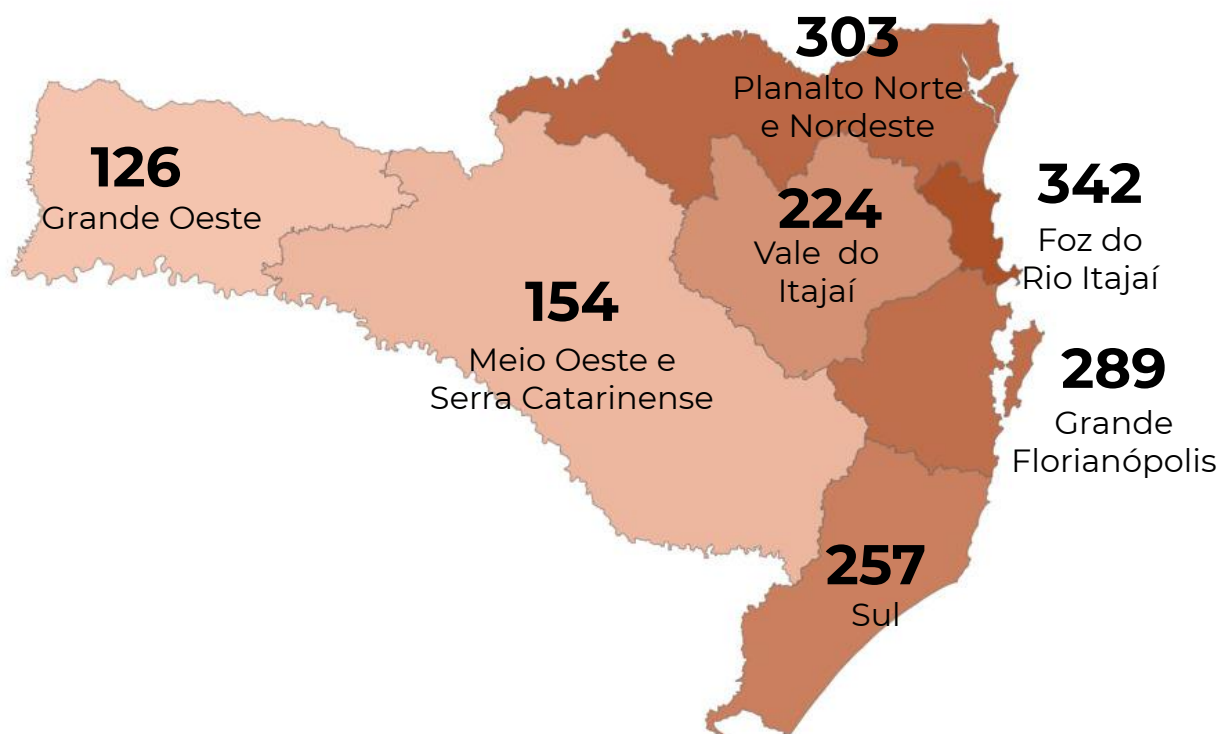 303
Planalto Norte
e Nordeste
126
Grande Oeste
342
Foz do
Rio Itajaí
224
Vale do
Itajaí
154
Meio Oeste e
Serra Catarinense
289
Grande
Florianópolis
257
Sul